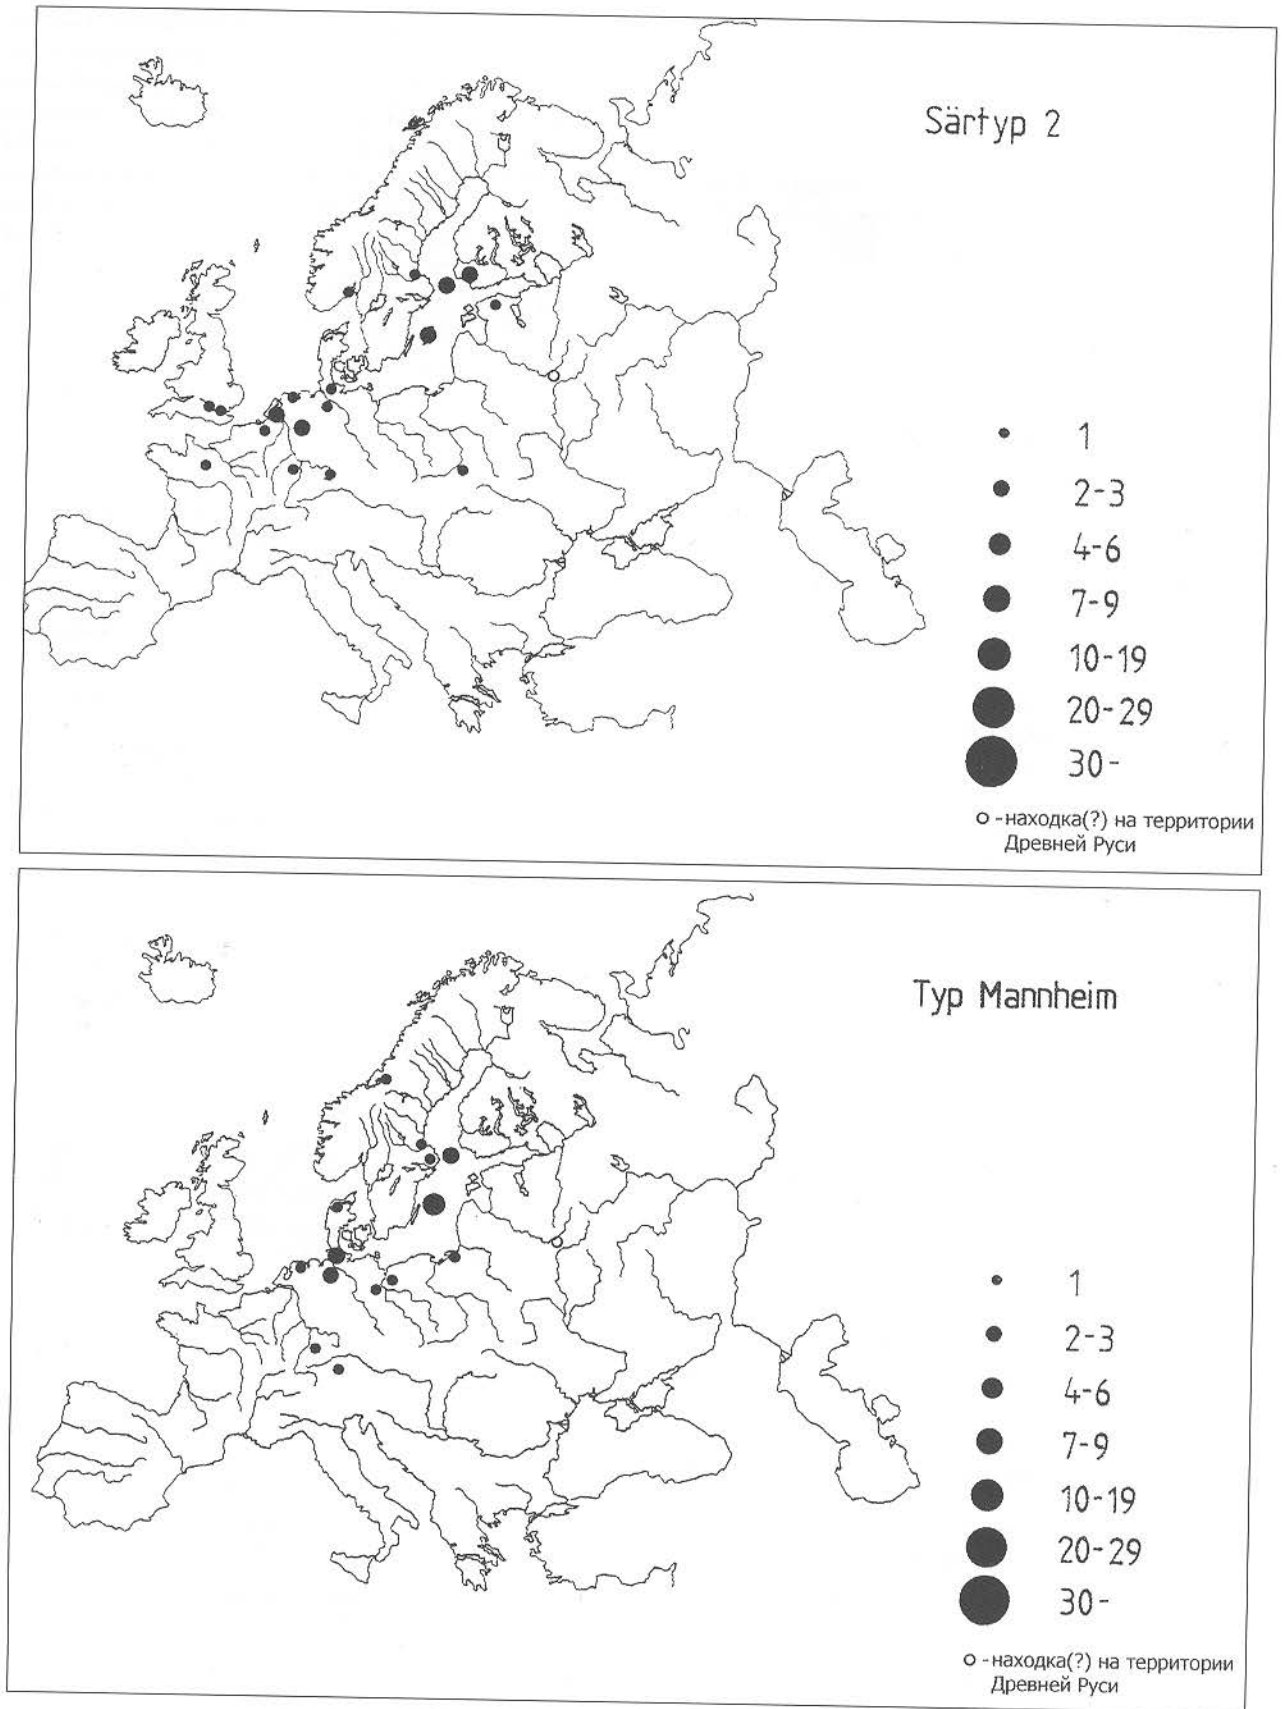 Särtyp 2
1
2-3
4-6
7-9
10-19
20-29
30-
-находка(?) на территории
Древней Руси
Typ Mannheim
1
2-3
4-6
7-9
10-19
20-29
30-
-находка(?) на территории
Древней Руси